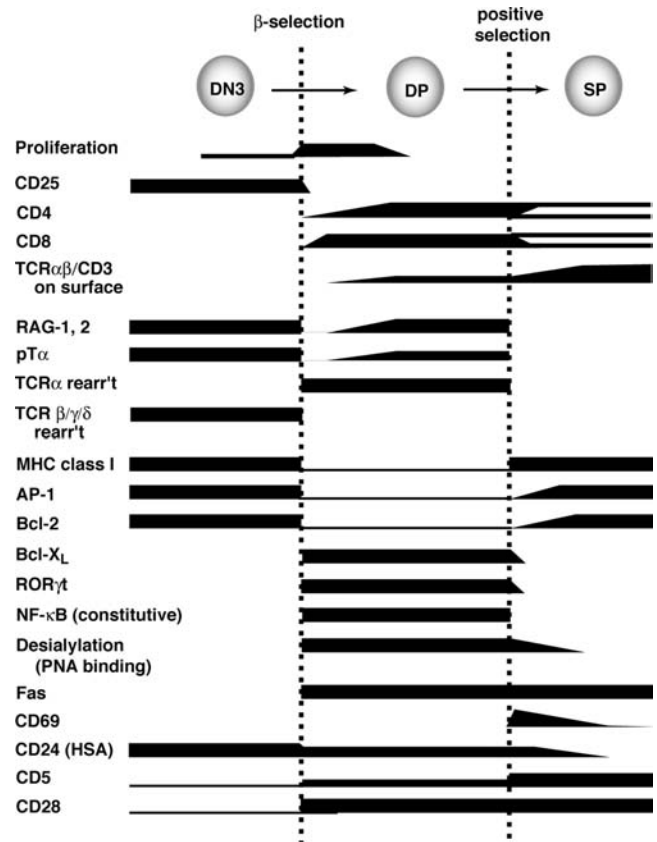 β-selection
positive
selection
DN3
DP
SP
Proliferation
CD25
CD4
CD8
TCRαβ/CD3
on surface
RAG-1, 2
pTα
TCRα rearr't
TCR β/γ/δ
rearr't
MHC class I
AP-1
Bcl-2
Bcl-XL
RORγt
NF-κB (constitutive)
Desialylation
(PNA binding)
Fas
CD69
CD24 (HSA)
CD5
CD28